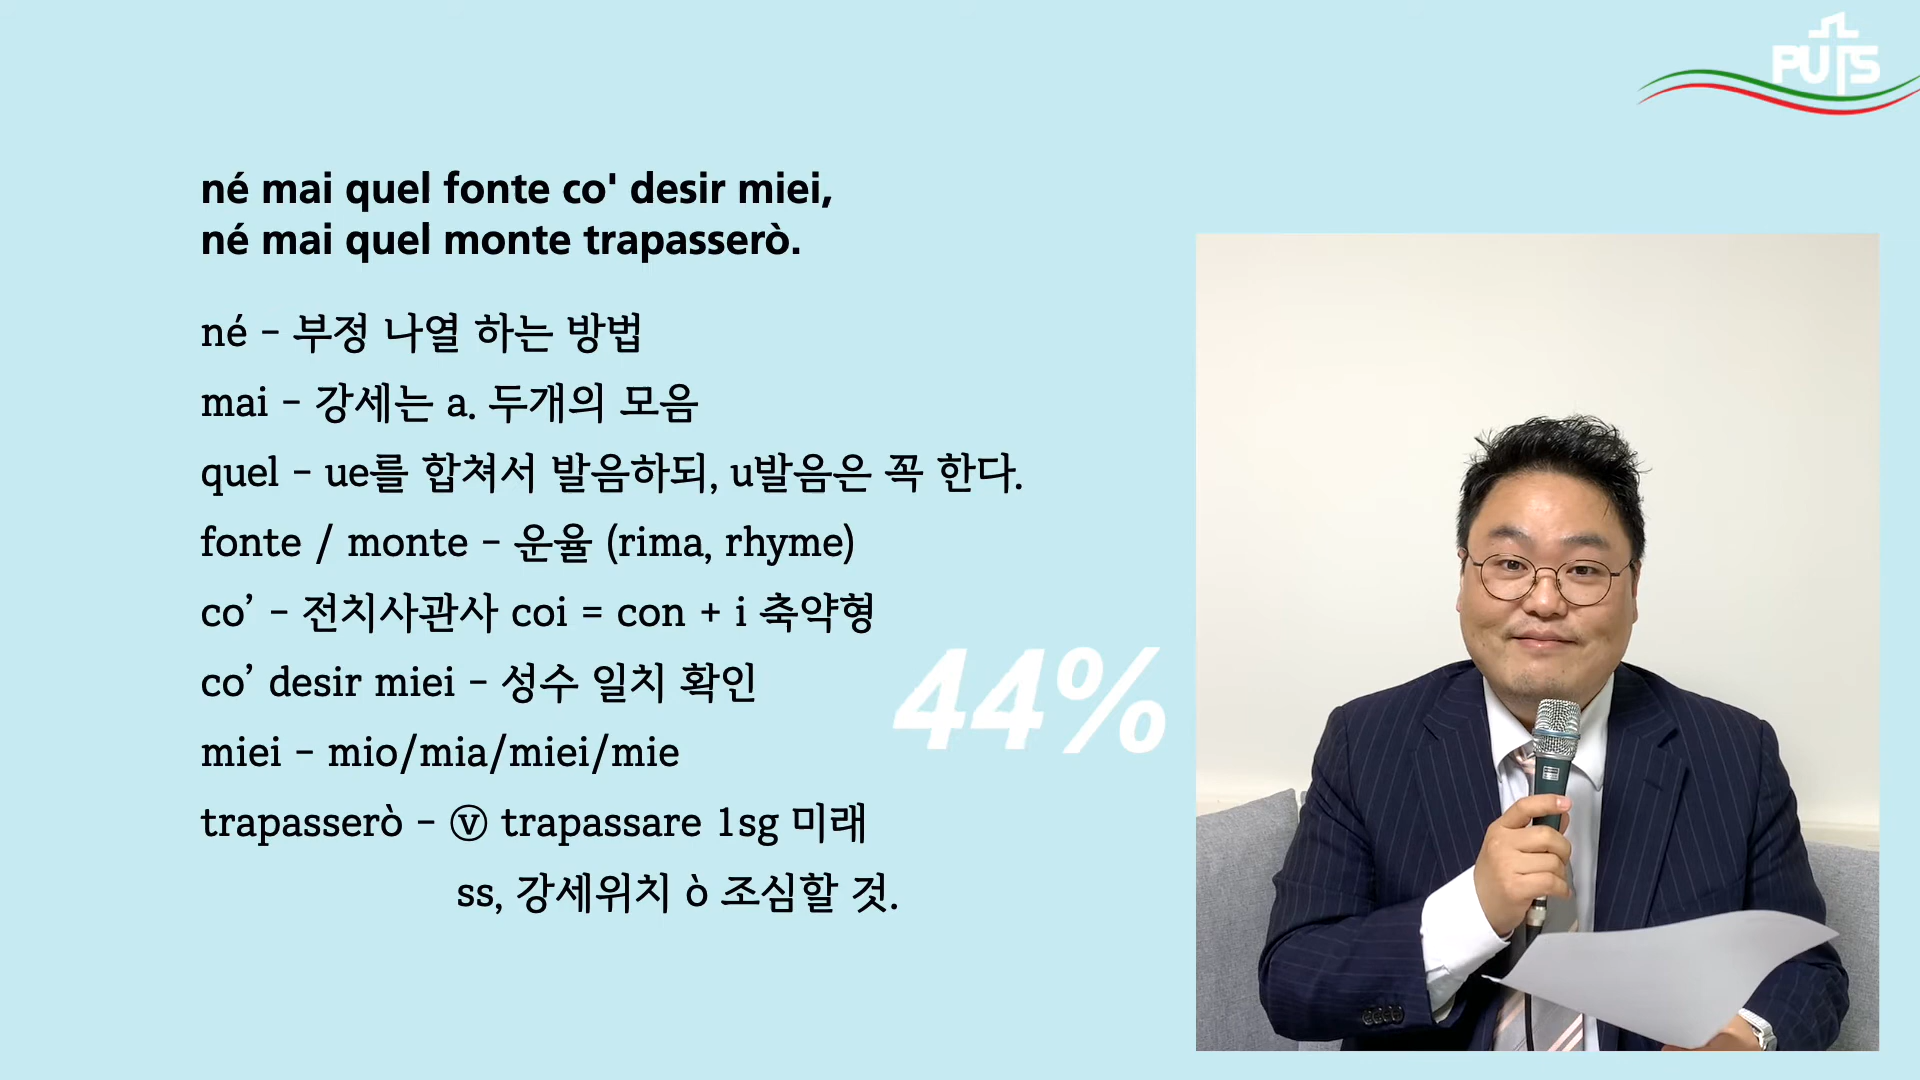 PUTS
né mai quel fonte co' desir miei,
né mai quel monte trapasserò.
né – 부정 나열 하는 방법
mai – 강세는 a. 두개의 모음
quel – ue를 합쳐서 발음하되, u발음은 꼭 한다.
fonte / monte – 운율 (rima, rhyme)
co’ – 전치사관사 coi = con + i 축약형
co’ desir miei – 성수 일치 확인
44%
miei – mio/mia/miei/mie
trapasserò – ⓥ trapassare 1sg 미래
ss, 강세위치 ò 조심할 것.